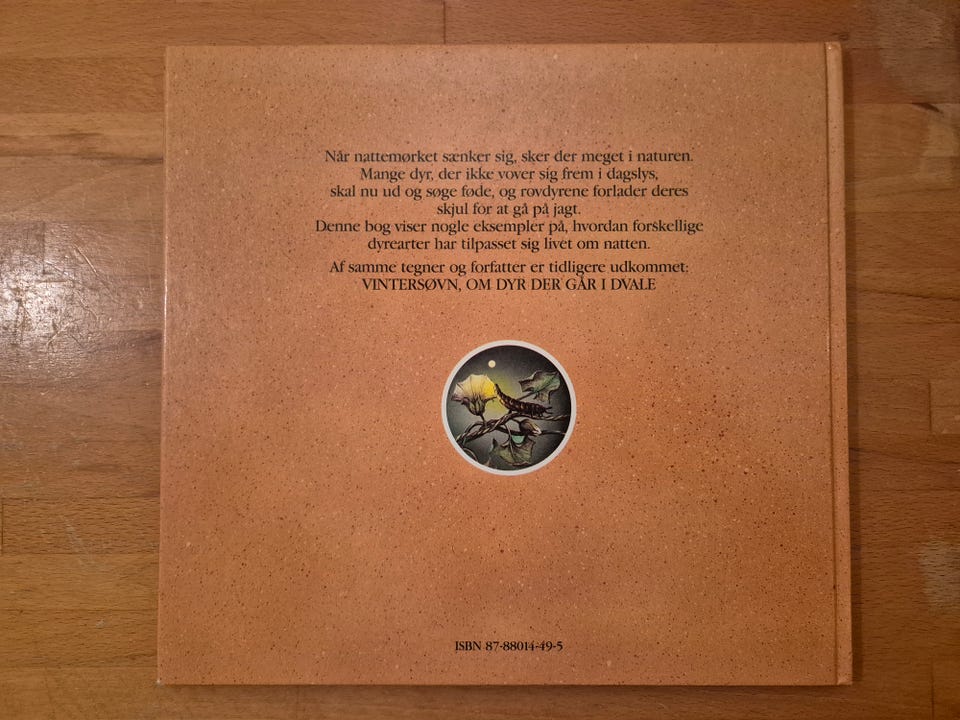 Når nattemørket sænker sig, sker der meget i naturen.
Mange dyr, der ikke vover sig frem i dagslys,
skal nu ud og søge føde, og rovdyrene forlader deres
skjul for at gå på jagt.
Denne bog viser nogle eksempler på, hvordan forskellige
dyrearter har tilpasset sig livet om natten.
Af samme tegner og forfatter er tidligere udkommet:
VINTERSØVN, OM DYR DER GÅR I DVALE
ISBN 87-88014-49-5